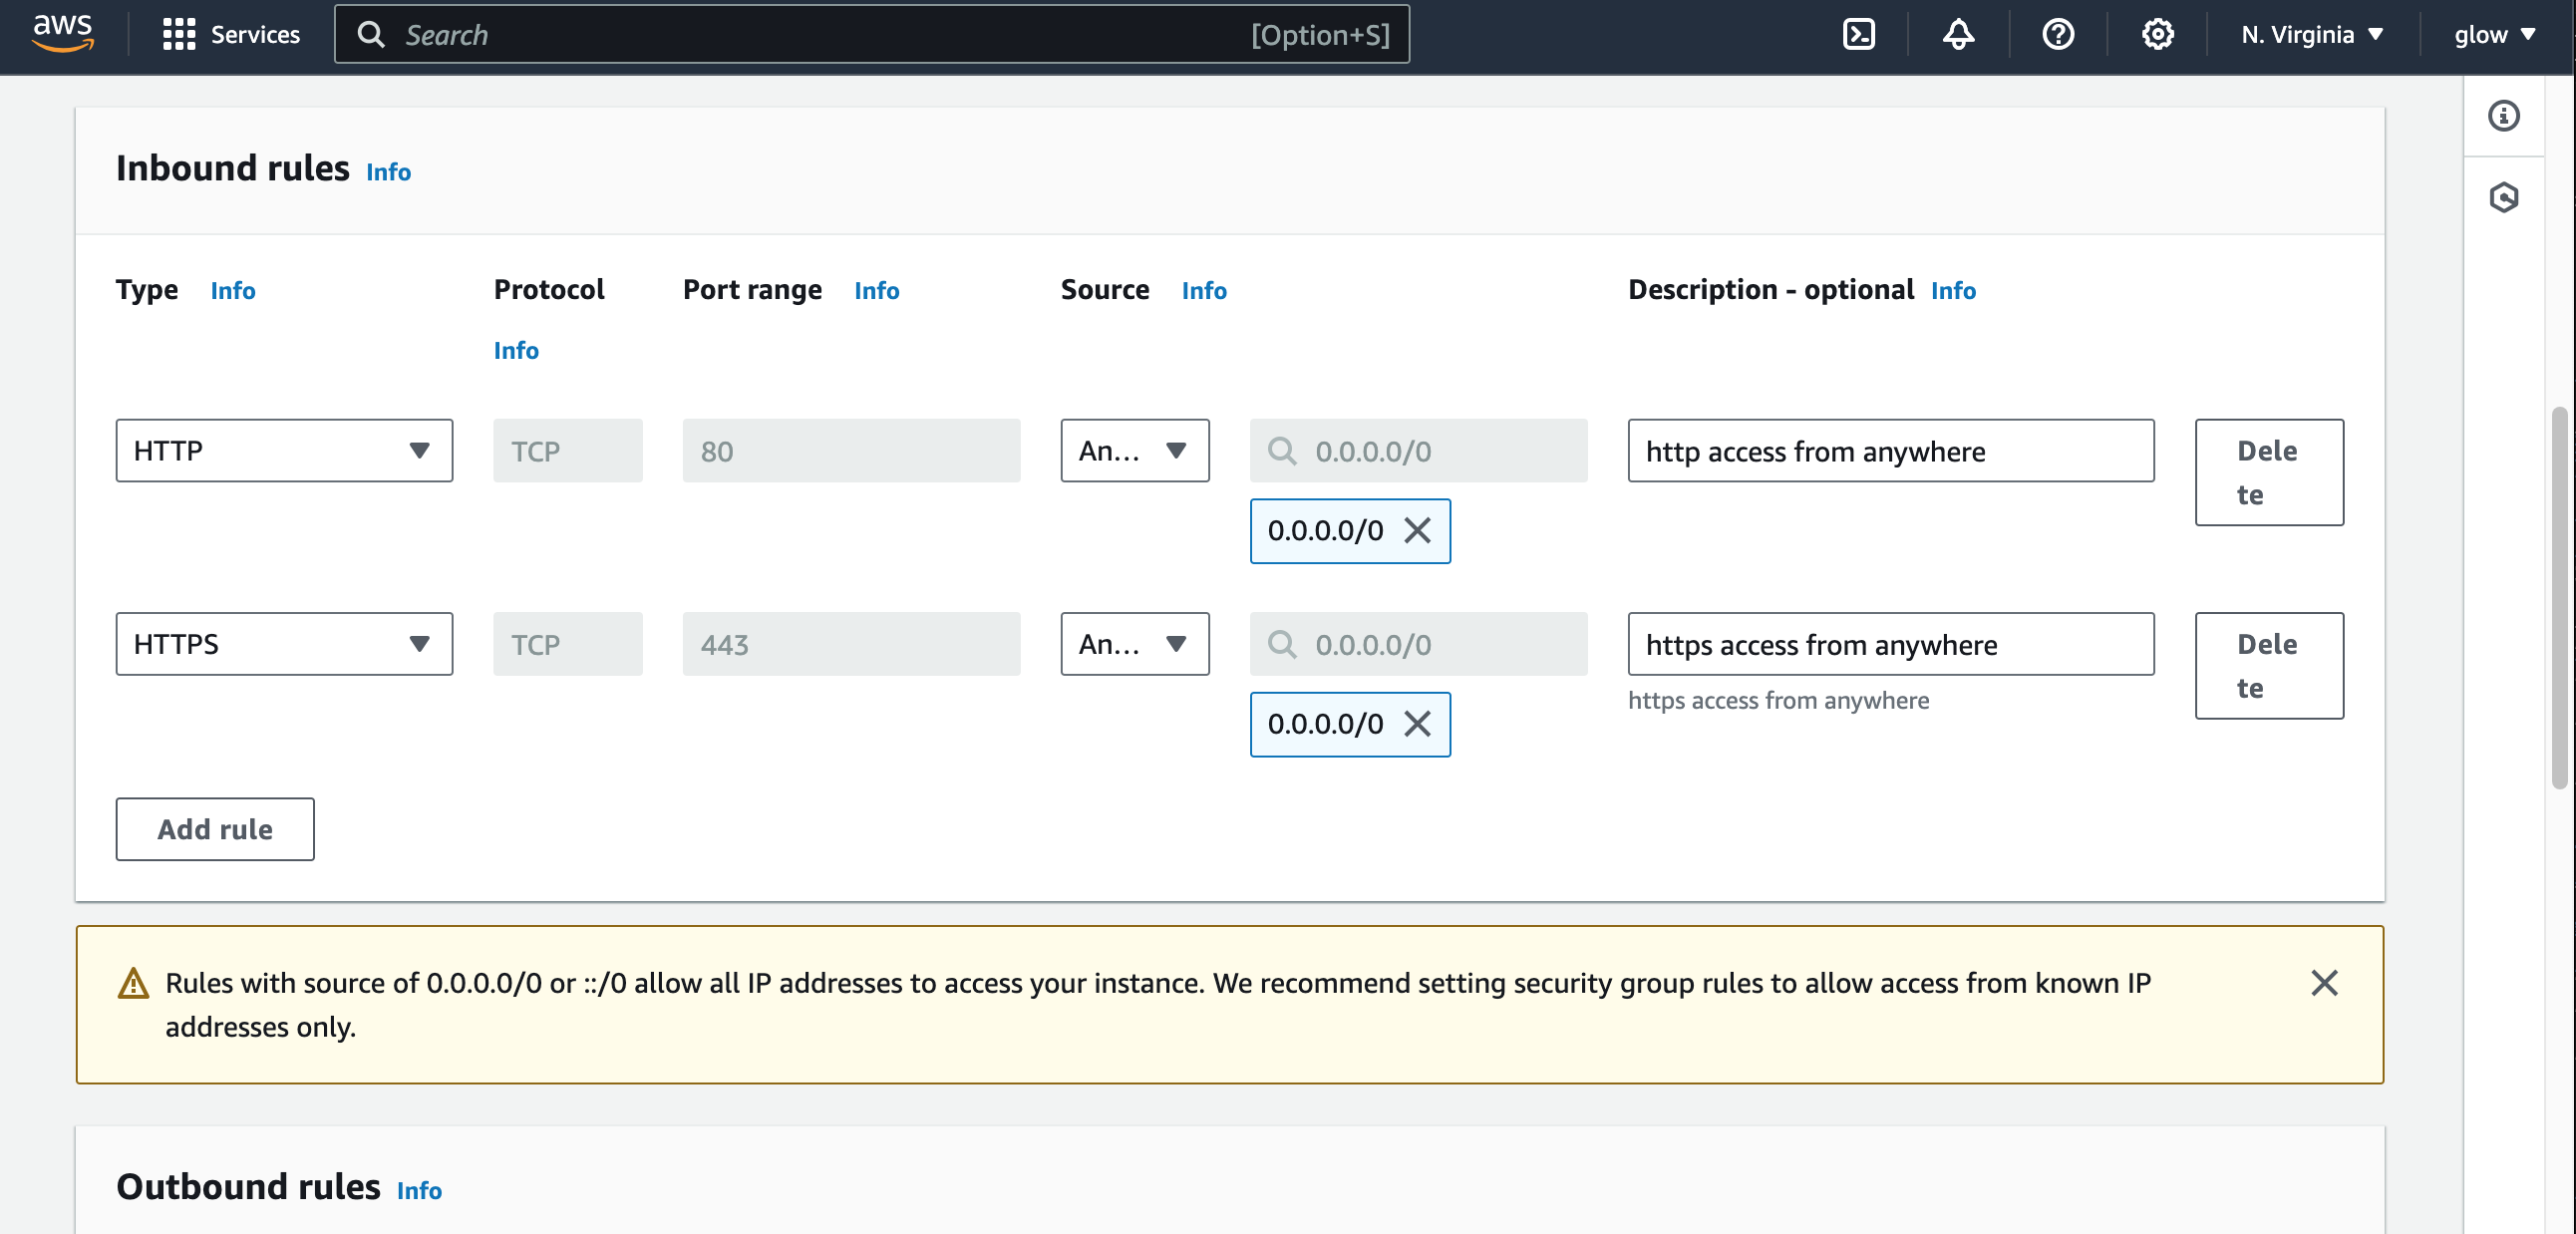 aws Services Search [Option+S] N. Virginia glow
Inbound rules Info
Type Info Protocol Port range Info Source Info Description - optional Info
Info
HTTP TCP 80 An... 0.0.0.0/0 http access from anywhere Dele
te
0.0.0.0/0
HTTPS TCP 443 An... 0.0.0.0/0 https access from anywhere Dele
te
https access from anywhere
0.0.0.0/0
Add rule
Rules with source of 0.0.0.0/0 or ::/0 allow all IP addresses to access your instance. We recommend setting security group rules to allow access from known IP
addresses only.
Outbound rules Info